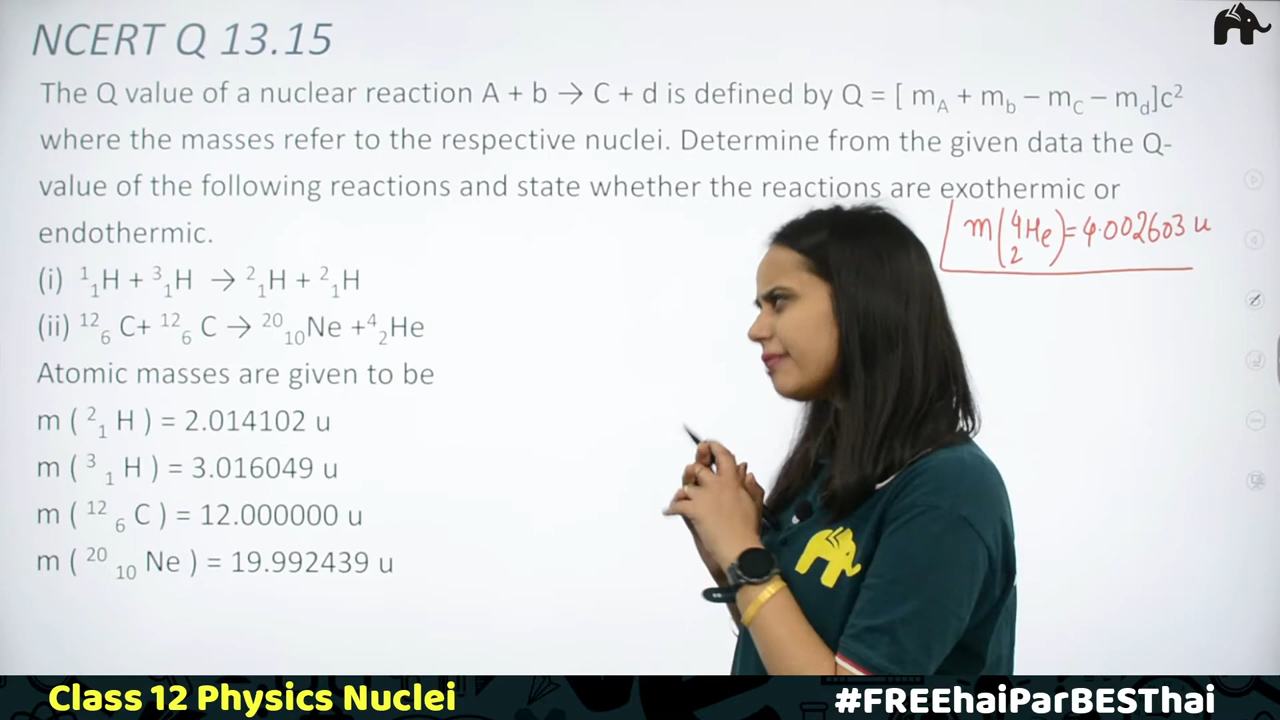 NCERT Q 13.15
The Q value of a nuclear reaction A + b → C + d is defined by Q = [ m_A + m_b − m_C − m_d]c²
where the masses refer to the respective nuclei. Determine from the given data the Q-
value of the following reactions and state whether the reactions are exothermic or
endothermic.
m(⁴₂He) = 4.002603 u
(i) ¹₁H + ³₁H → ²₁H + ²₁H
(ii) ¹²₆C+ ¹²₆C → ²⁰₁₀Ne +⁴₂He
Atomic masses are given to be
m ( ²₁ H ) = 2.014102 u
m ( ³₁ H ) = 3.016049 u
m ( ¹²₆ C ) = 12.000000 u
m ( ²⁰₁₀ Ne ) = 19.992439 u
Class 12 Physics Nuclei
#FREEhaiParBESThai